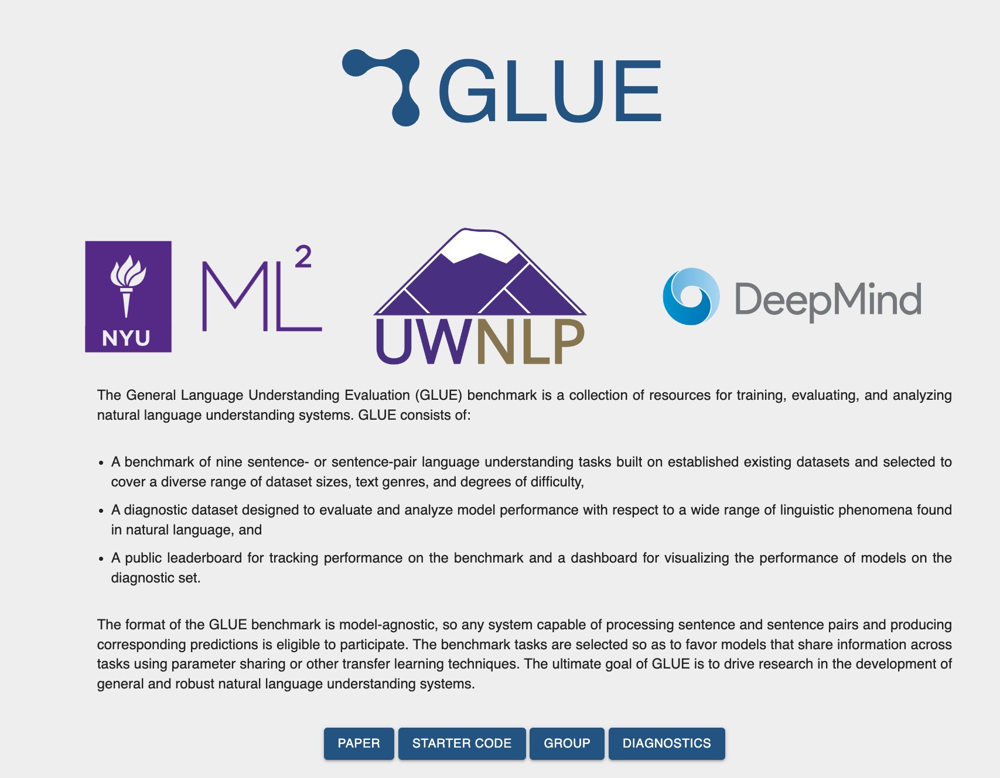 GLUE
NYU
ML²
UWNLP
DeepMind
The General Language Understanding Evaluation (GLUE) benchmark is a collection of resources for training, evaluating, and analyzing
natural language understanding systems. GLUE consists of:
• A benchmark of nine sentence- or sentence-pair language understanding tasks built on established existing datasets and selected to
cover a diverse range of dataset sizes, text genres, and degrees of difficulty,
• A diagnostic dataset designed to evaluate and analyze model performance with respect to a wide range of linguistic phenomena found
in natural language, and
• A public leaderboard for tracking performance on the benchmark and a dashboard for visualizing the performance of models on the
diagnostic set.
The format of the GLUE benchmark is model-agnostic, so any system capable of processing sentence and sentence pairs and producing
corresponding predictions is eligible to participate. The benchmark tasks are selected so as to favor models that share information across
tasks using parameter sharing or other transfer learning techniques. The ultimate goal of GLUE is to drive research in the development of
general and robust natural language understanding systems.
PAPER
STARTER CODE
GROUP
DIAGNOSTICS